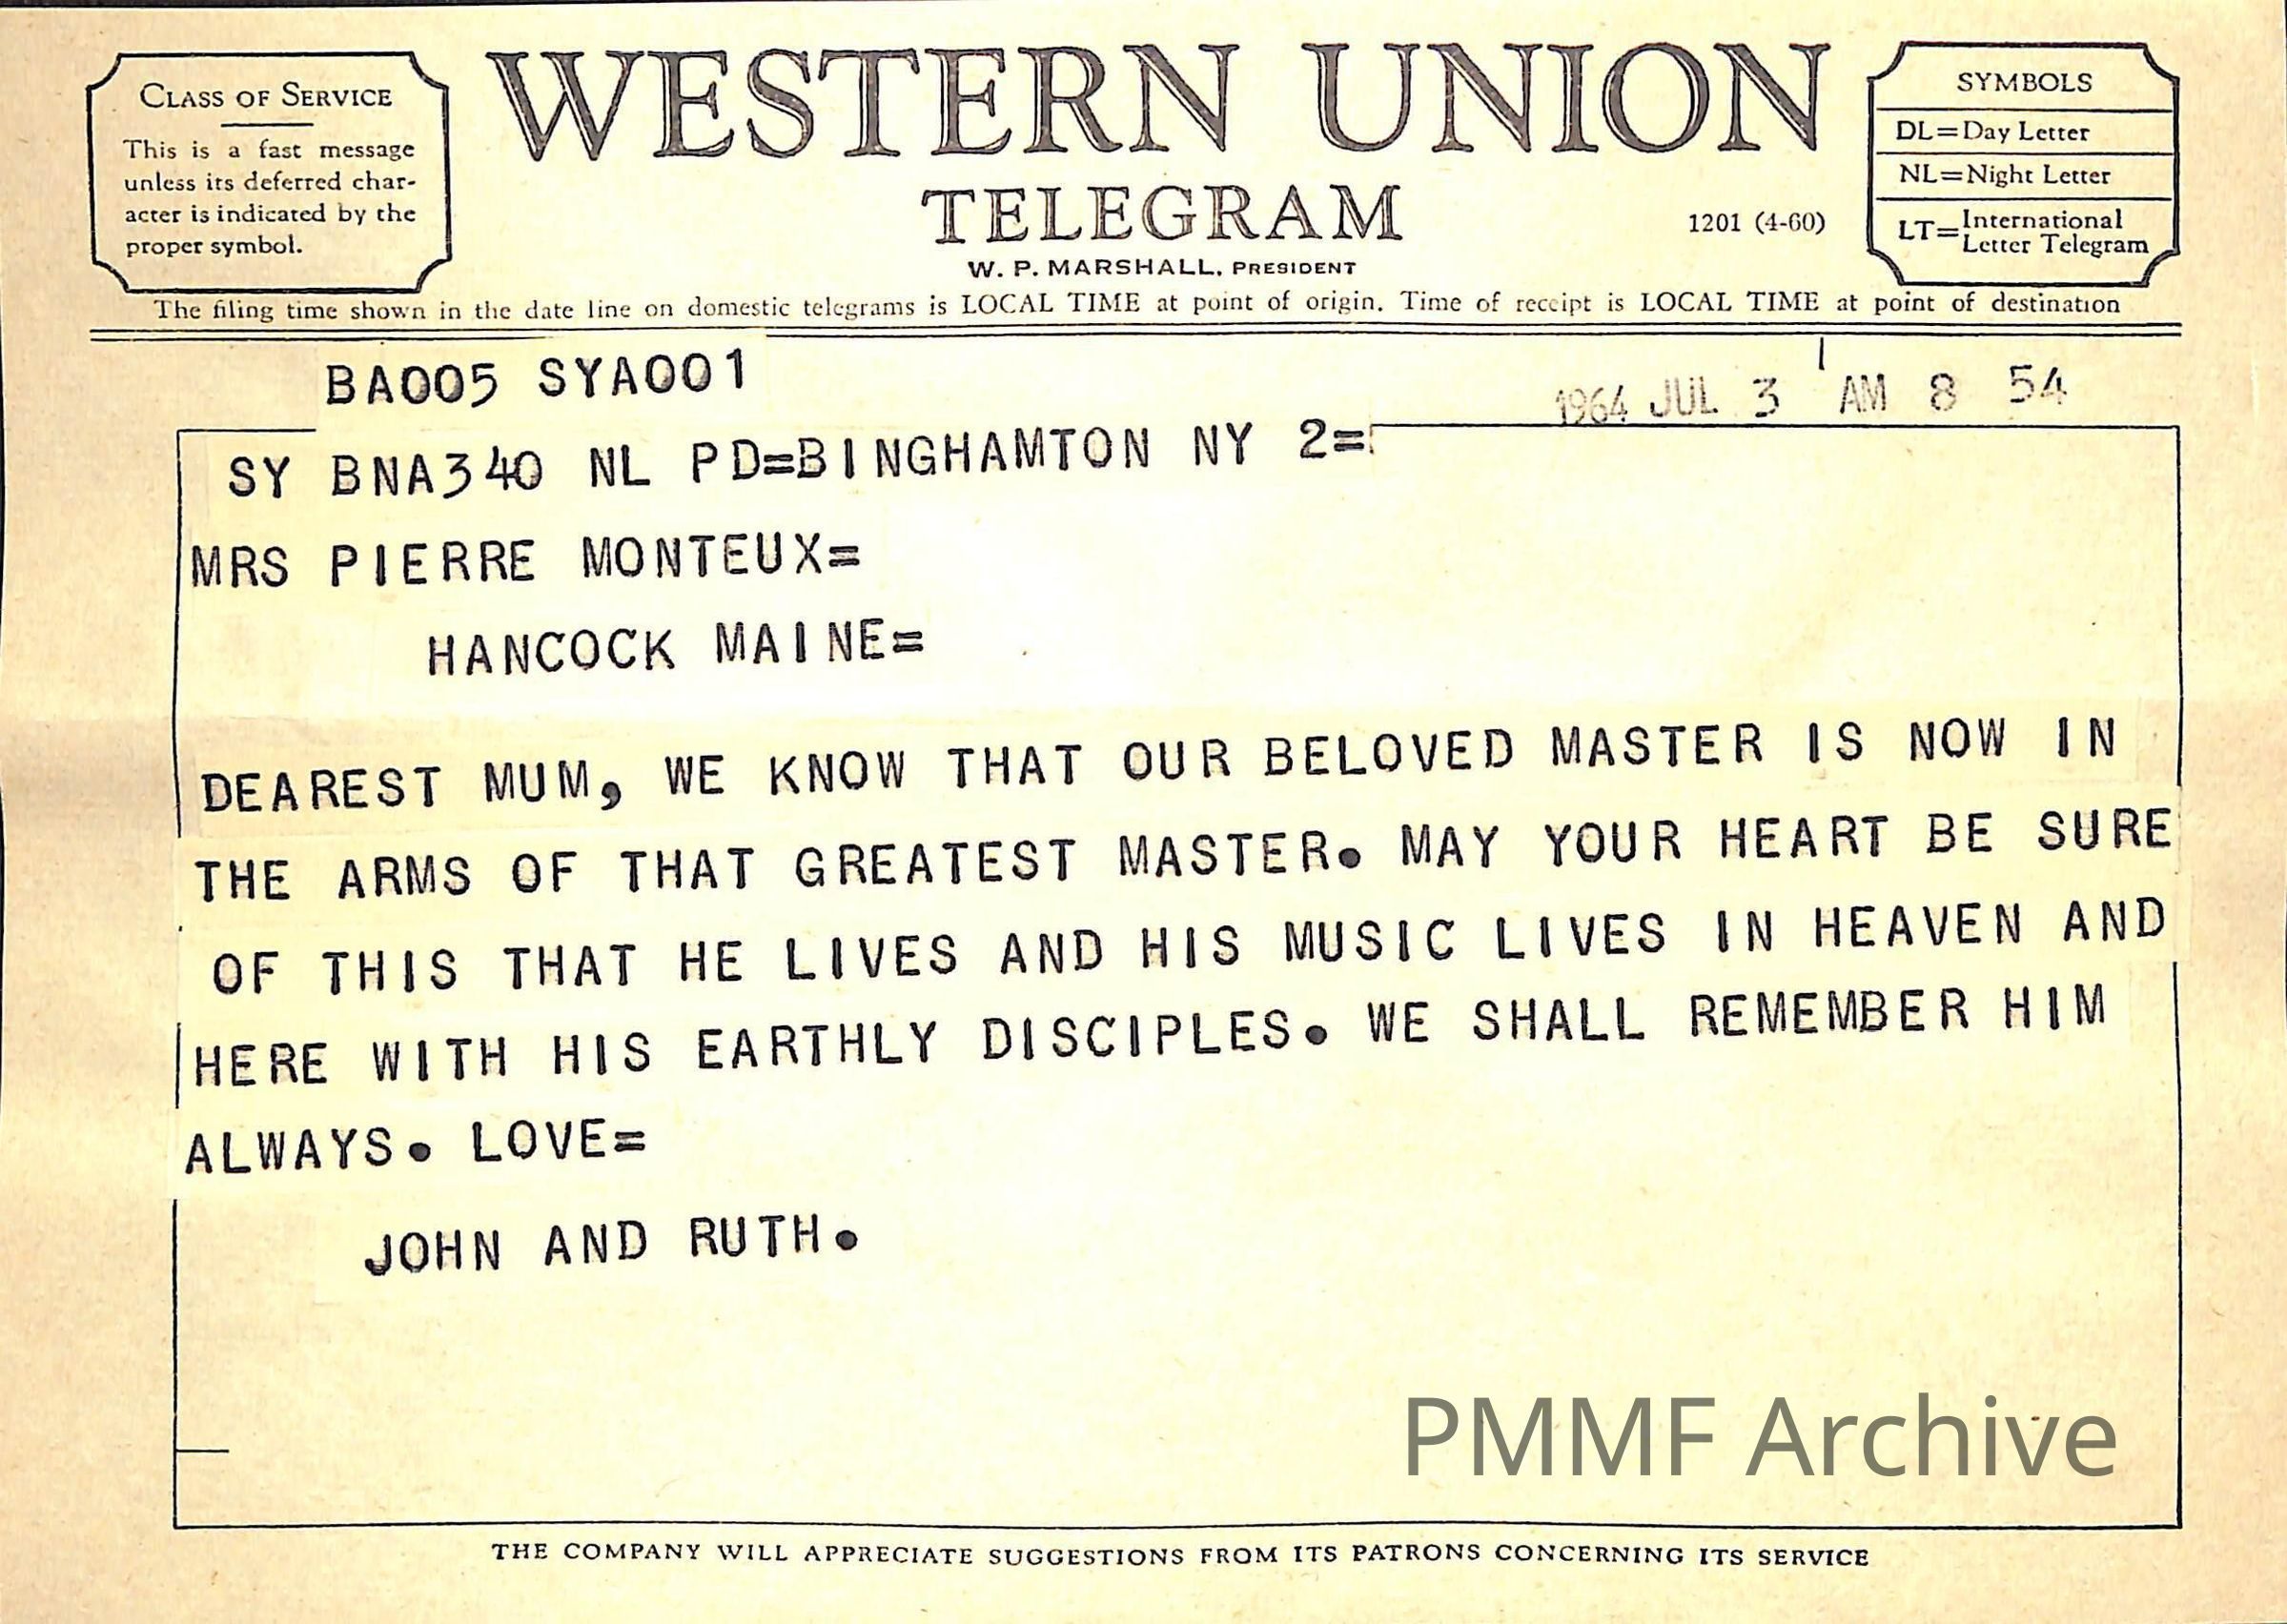 CLASS OF SERVICE
This is a fast message
unless its deferred char-
acter is indicated by the
proper symbol.
WESTERN UNION
TELEGRAM
W. P. MARSHALL, PRESIDENT
1201 (4-60)
SYMBOLS
DL=Day Letter
NL=Night Letter
LT=International Letter Telegram
The filing time shown in the date line on domestic telegrams is LOCAL TIME at point of origin. Time of receipt is LOCAL TIME at point of destination
BA005 SYA001
1964 JUL 3 AM 8 54
SY BNA340 NL PD=BINGHAMTON NY 2=
MRS PIERRE MONTEUX=
HANCOCK MAINE=
DEAREST MUM, WE KNOW THAT OUR BELOVED MASTER IS NOW IN
THE ARMS OF THAT GREATEST MASTER. MAY YOUR HEART BE SURE
OF THIS THAT HE LIVES AND HIS MUSIC LIVES IN HEAVEN AND
HERE WITH HIS EARTHLY DISCIPLES. WE SHALL REMEMBER HIM
ALWAYS. LOVE=
JOHN AND RUTH.
PMMF Archive
THE COMPANY WILL APPRECIATE SUGGESTIONS FROM ITS PATRONS CONCERNING ITS SERVICE